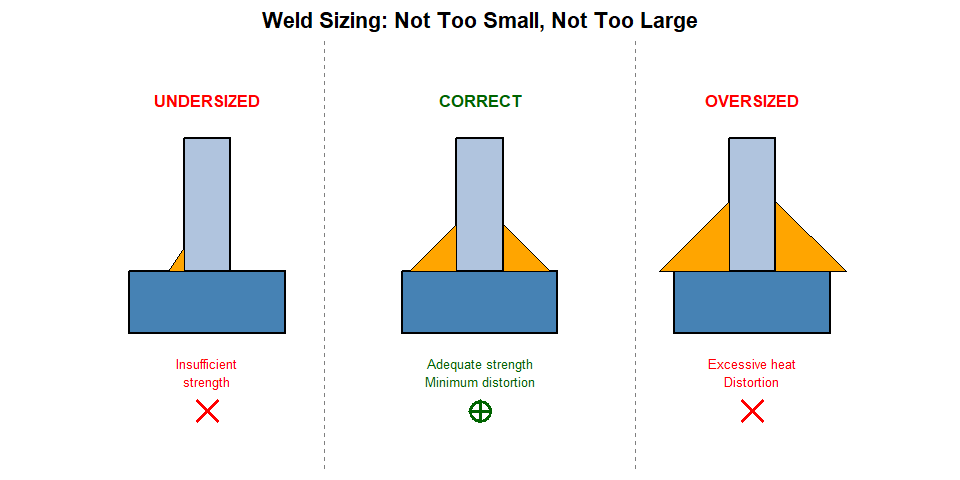 Weld Sizing: Not Too Small, Not Too Large
UNDERSIZED
CORRECT
OVERSIZED
Insufficient
strength
Adequate strength
Minimum distortion
Excessive heat
Distortion